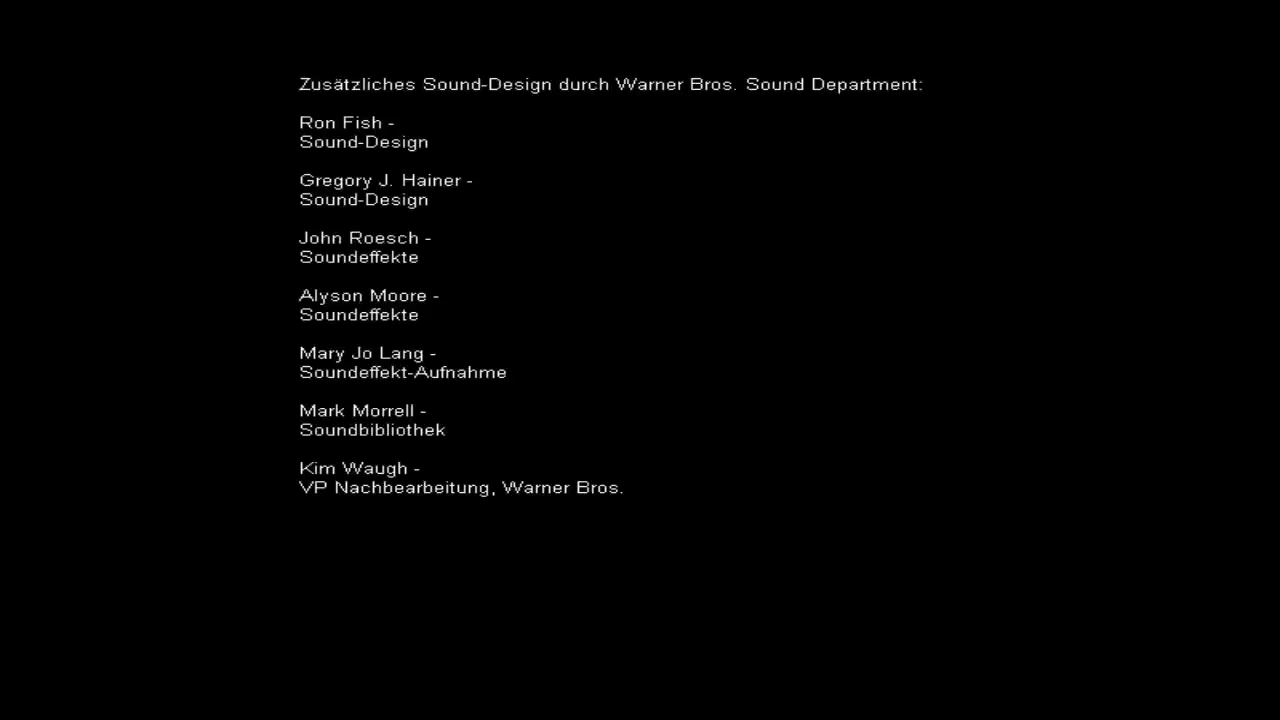 Zusätzliches Sound-Design durch Warner Bros. Sound Department:
Ron Fish -
Sound-Design
Gregory J. Hainer -
Sound-Design
John Roesch -
Soundeffekte
Alyson Moore -
Soundeffekte
Mary Jo Lang -
Soundeffekt-Aufnahme
Mark Morrell -
Soundbibliothek
Kim Waugh -
VP Nachbearbeitung, Warner Bros.